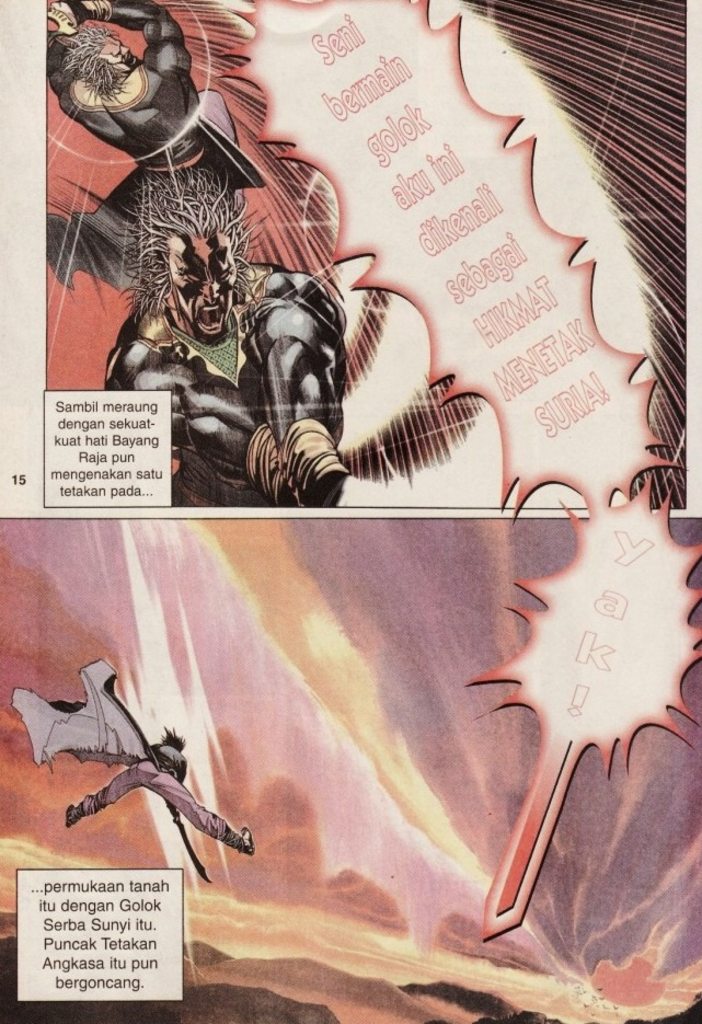 Seni
bermain
golok
aku ini
dikenali
sebagai
HIKMAT
MENETAK
SURIA!
Sambil meraung
dengan sekuat-
kuat hati Bayang
Raja pun
mengenakan satu
tetakan pada...
15
Yak!
...permukaan tanah
itu dengan Golok
Serba Sunyi itu.
Puncak Tetakan
Angkasa itu pun
bergoncang.